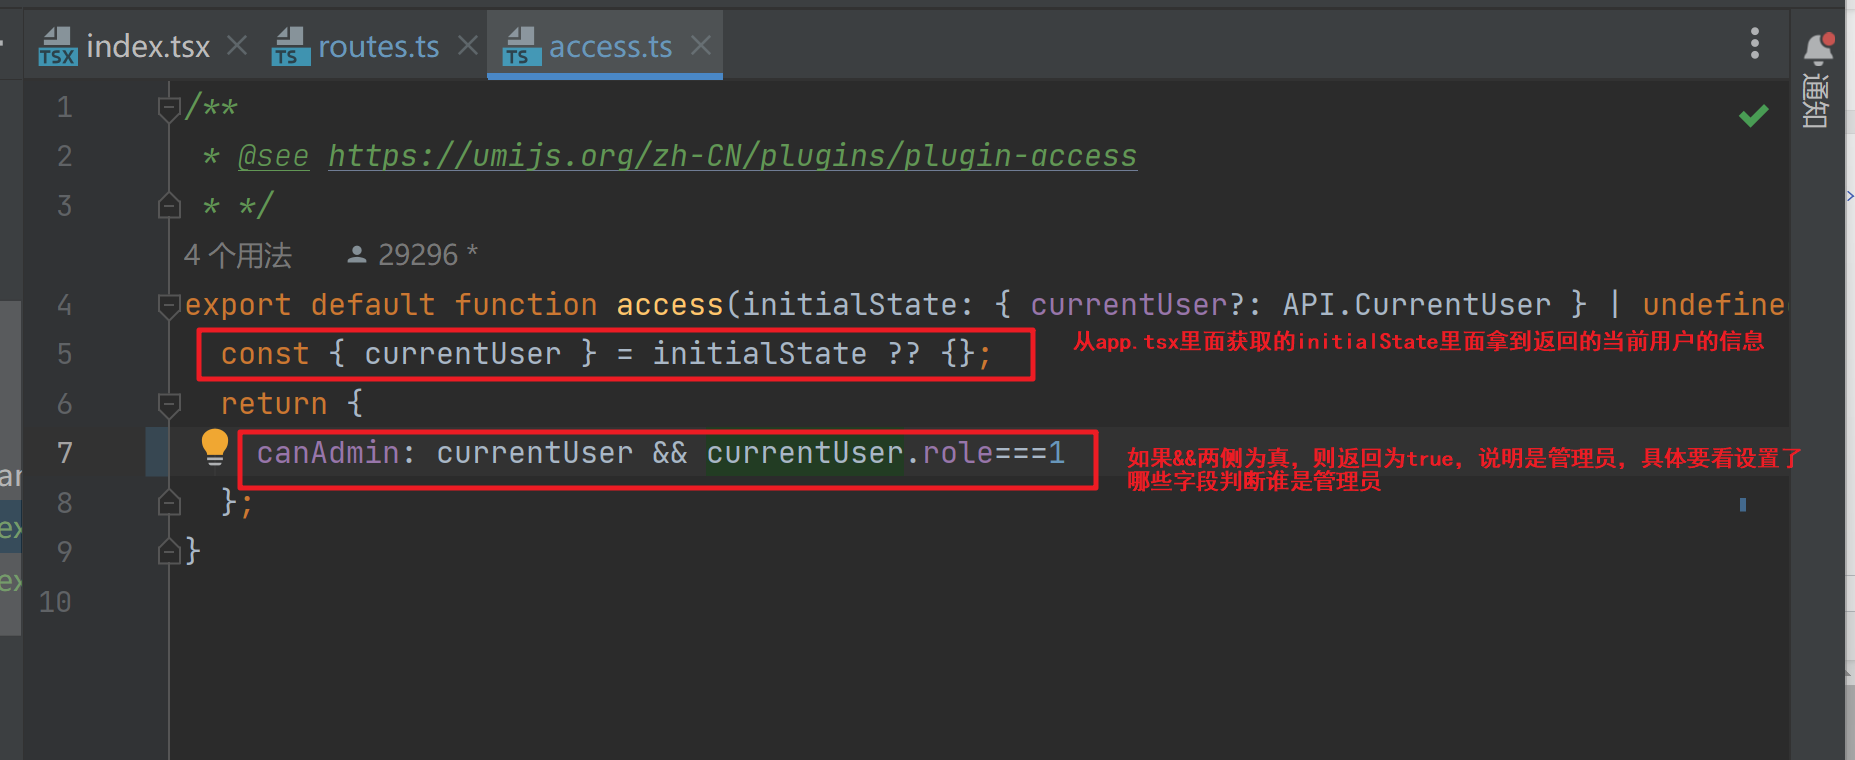 index.tsx routes.ts access.ts
通知
1 /**
2 * @see https://umijs.org/zh-CN/plugins/plugin-access
3 * */
4 个用法 29296 *
4 export default function access(initialState: { currentUser?: API.CurrentUser } | undefine
5 const { currentUser } = initialState ?? {};
从app.tsx里面获取的initialState里面拿到返回的当前用户的信息
6 return {
7 canAdmin: currentUser && currentUser.role===1
如果&&两侧为真，则返回为true，说明是管理员，具体要看设置了
哪些字段判断谁是管理员
8 };
9 }
10
ar
ex
ex
TSX
TS
TS